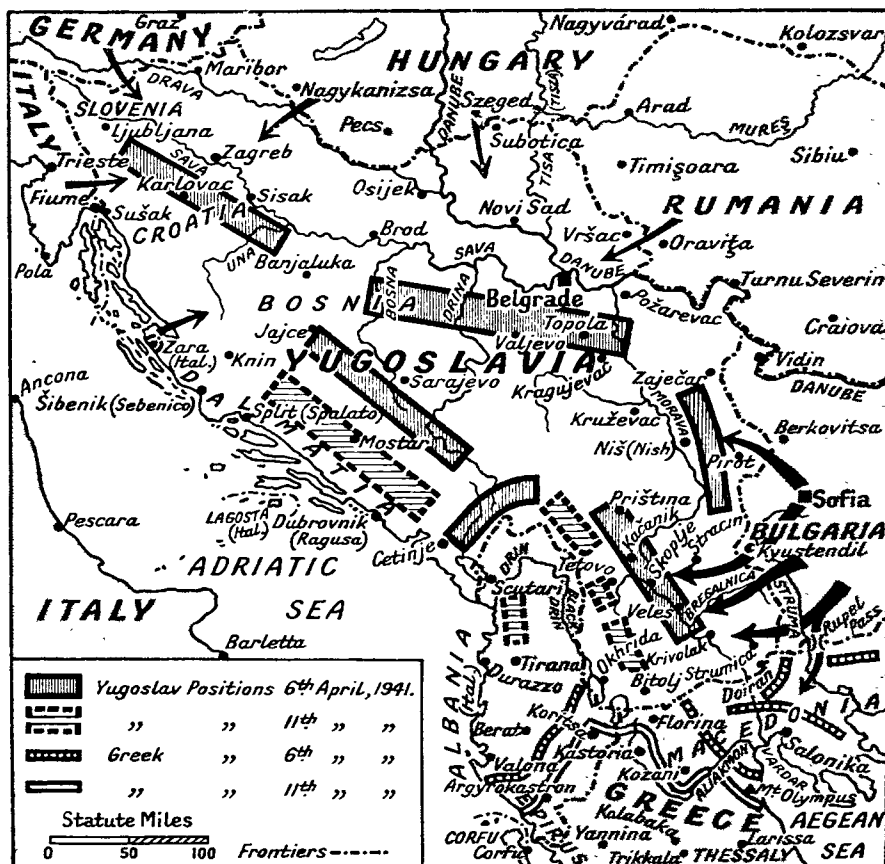 Graz
GERMANY
Maribor
DRAVA
ITALY
SLOVENIA
Ljubljana
Trieste
SAVA
Zagreb
Fiume
Karlovac
Sisak
Sušak
CROATIA
Pola
UNA
Banjaluka
HUNGARY
Nagykanizsa
Pecs
DANUBE
Szeged
(TISZA)
Subotica
TISA
Nagyvárad
Kolozsvar
Arad
MUREŞ
Sibiu
Timişoara
RUMANIA
Osijek
Novi Sad
Vršac
Oraviţa
Brod
SAVA
DANUBE
Turnu Severin
BOSNIA
BOSNA
DRINA
Belgrade
Požarevac
Topola
Valjevo
Craiova
Jajce
YUGOSLAVIA
Zara
(Ital.)
Knin
Sarajevo
Kragujevac
Vidin
DANUBE
Zaječar
Ancona
Šibenik (Sebenico)
DALMATIA
Split (Spalato)
Mostar
Kruževac
MORAVA
Berkovitsa
Niš (Nish)
Pirot
Sofia
BULGARIA
Kyustendil
Pescara
LAGOSTA
(Ital.)
Dubrovnik
(Ragusa)
Cetinje
Priština
Kačanik
Skoplje
Stracin
ADRIATIC
SEA
ITALY
Barletta
DRIN
Scutari
BLACK
DRIN
Tetovo
Veles
BREGALNICA
STRUMA
Rupel
Pass
Tirana
Durazzo
ALBANIA
(Ital.)
Okhrida
Krivolak
Strumica
Bitolj
Doiran
Koritsa
Florina
MACEDONIA
Berat
Kastoria
Salonika
VARDAR
Valona
Kozani
ALIAKMON
Mt Olympus
Argyrokastron
GREECE
AEGEAN
SEA
EPIRUS
Kalabaka
CORFU
Corfu
Yannina
Trikkala
THESSALY
Larissa
Yugoslav Positions 6th April, 1941.
„ „ 11th „ „
Greek „ 6th „ „
„ „ 11th „ „
Statute Miles
0 50 100
Frontiers